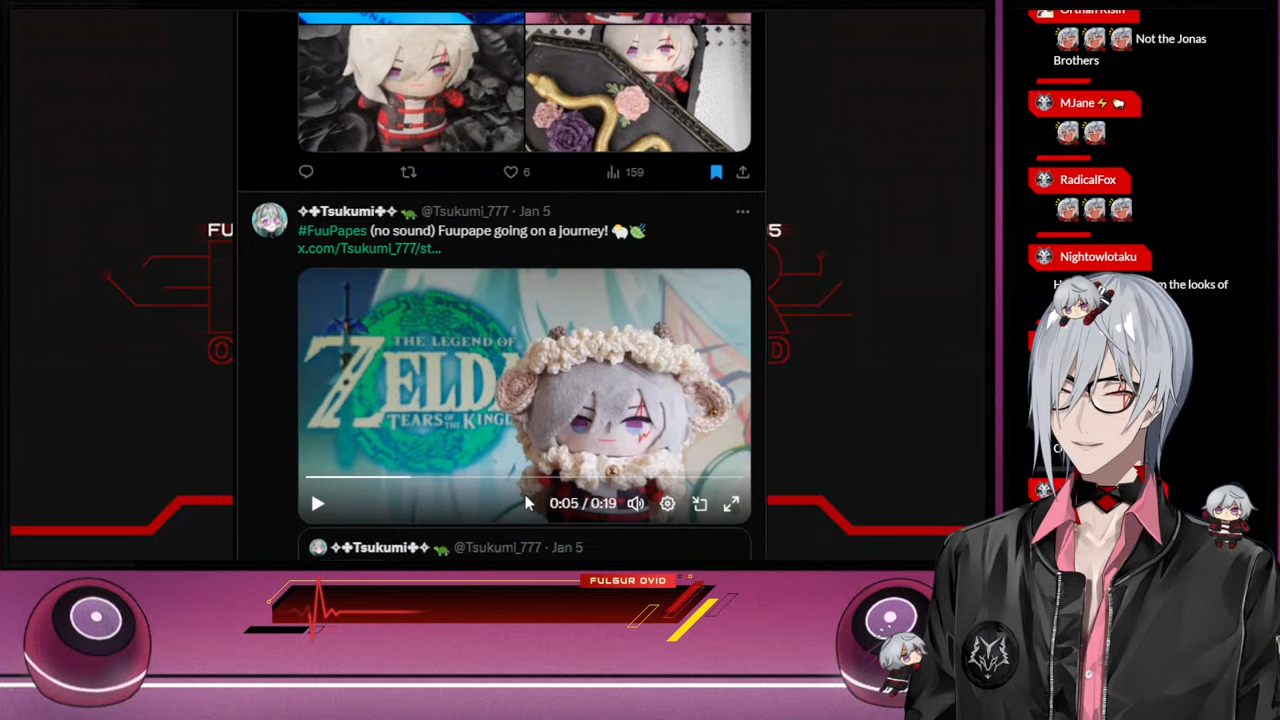 6
159
✧✚Tsukumi✚✧ 🐢 @Tsukumi_777 · Jan 5
#FuuPapes (no sound) Fuupape going on a journey! 🐑🍃
x.com/Tsukumi_777/st...
THE LEGEND OF
ZELDA
TEARS OF THE KINGD
0:05 / 0:19
✧✚Tsukumi✚✧ 🐢 @Tsukumi_777 · Jan 5
FU
5
O
D
FULGUR OVID
Not the Jonas
Brothers
MJane⚡🐑
RadicalFox
Nightowlotaku
m the looks of